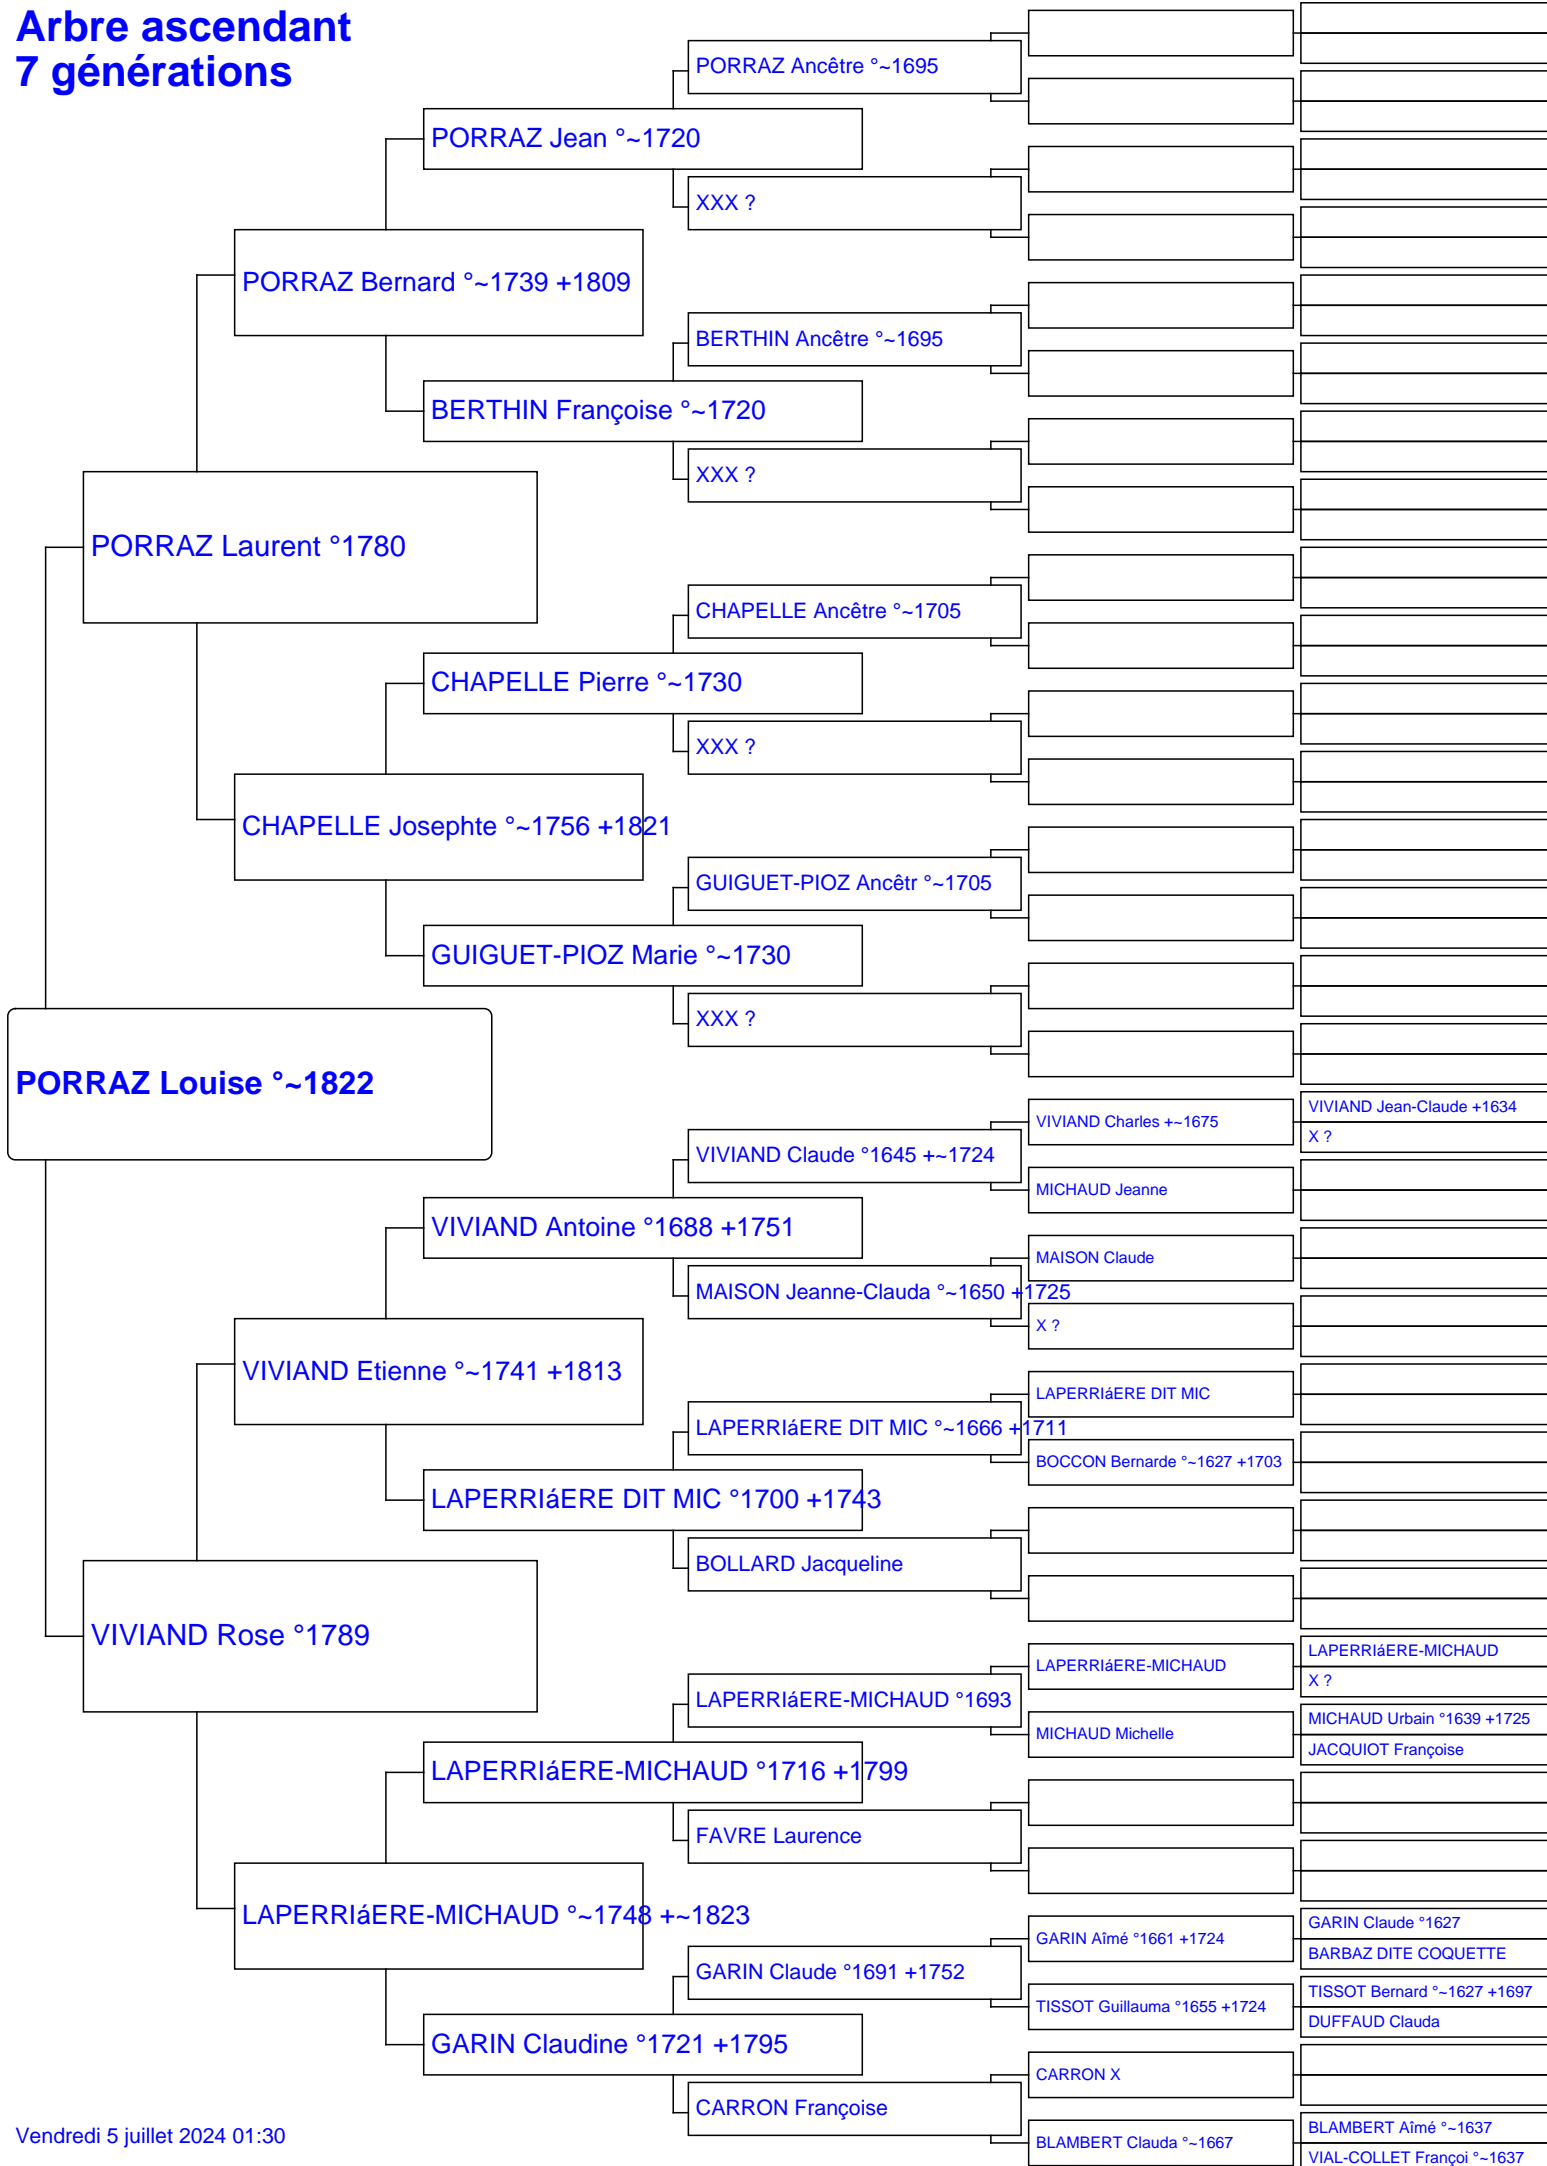 Arbre ascendant
7 générations
PORRAZ Ancêtre °~1695
PORRAZ Jean °~1720
XXX ?
PORRAZ Bernard °~1739 +1809
BERTHIN Ancêtre °~1695
BERTHIN Françoise °~1720
XXX ?
PORRAZ Laurent °1780
CHAPELLE Ancêtre °~1705
CHAPELLE Pierre °~1730
XXX ?
CHAPELLE Josephte °~1756 +1821
GUIGUET-PIOZ Ancêtr °~1705
GUIGUET-PIOZ Marie °~1730
XXX ?
PORRAZ Louise °~1822
VIVIAND Jean-Claude +1634
VIVIAND Charles +~1675
X ?
VIVIAND Claude °1645 +~1724
MICHAUD Jeanne
VIVIAND Antoine °1688 +1751
MAISON Claude
MAISON Jeanne-Clauda °~1650 +1725
X ?
VIVIAND Etienne °~1741 +1813
LAPERRIáERE DIT MIC
LAPERRIáERE DIT MIC °~1666 +1711
BOCCON Bernarde °~1627 +1703
LAPERRIáERE DIT MIC °1700 +1743
BOLLARD Jacqueline
VIVIAND Rose °1789
LAPERRIáERE-MICHAUD
LAPERRIáERE-MICHAUD
X ?
LAPERRIáERE-MICHAUD °1693
MICHAUD Urbain °1639 +1725
MICHAUD Michelle
JACQUIOT Françoise
LAPERRIáERE-MICHAUD °1716 +1799
FAVRE Laurence
LAPERRIáERE-MICHAUD °~1748 +~1823
GARIN Claude °1627
GARIN Aîmé °1661 +1724
BARBAZ DITE COQUETTE
GARIN Claude °1691 +1752
TISSOT Bernard °~1627 +1697
TISSOT Guillauma °1655 +1724
DUFFAUD Clauda
GARIN Claudine °1721 +1795
CARRON X
CARRON Françoise
BLAMBERT Aîmé °~1637
BLAMBERT Clauda °~1667
VIAL-COLLET Françoi °~1637
Vendredi 5 juillet 2024 01:30